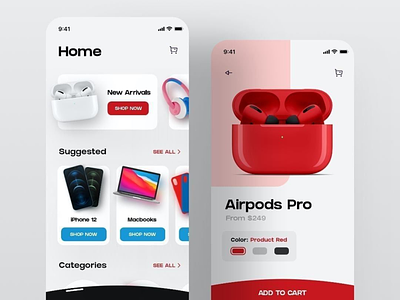 9:41
Home
New Arrivals
SHOP NOW
Suggested
SEE ALL >
iPhone 12
SHOP NOW
Macbooks
SHOP NOW
Categories
SEE ALL >
9:41
Airpods Pro
From $249
Color: Product Red
ADD TO CART